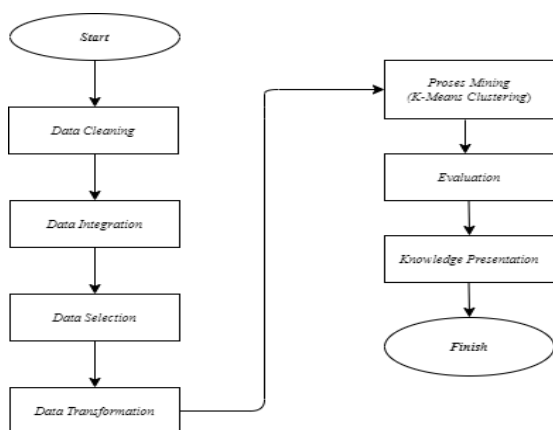 Start
Data Cleaning
Data Integration
Data Selection
Data Transformation
Proses Mining
(K-Means Clustering)
Evaluation
Knowledge Presentation
Finish